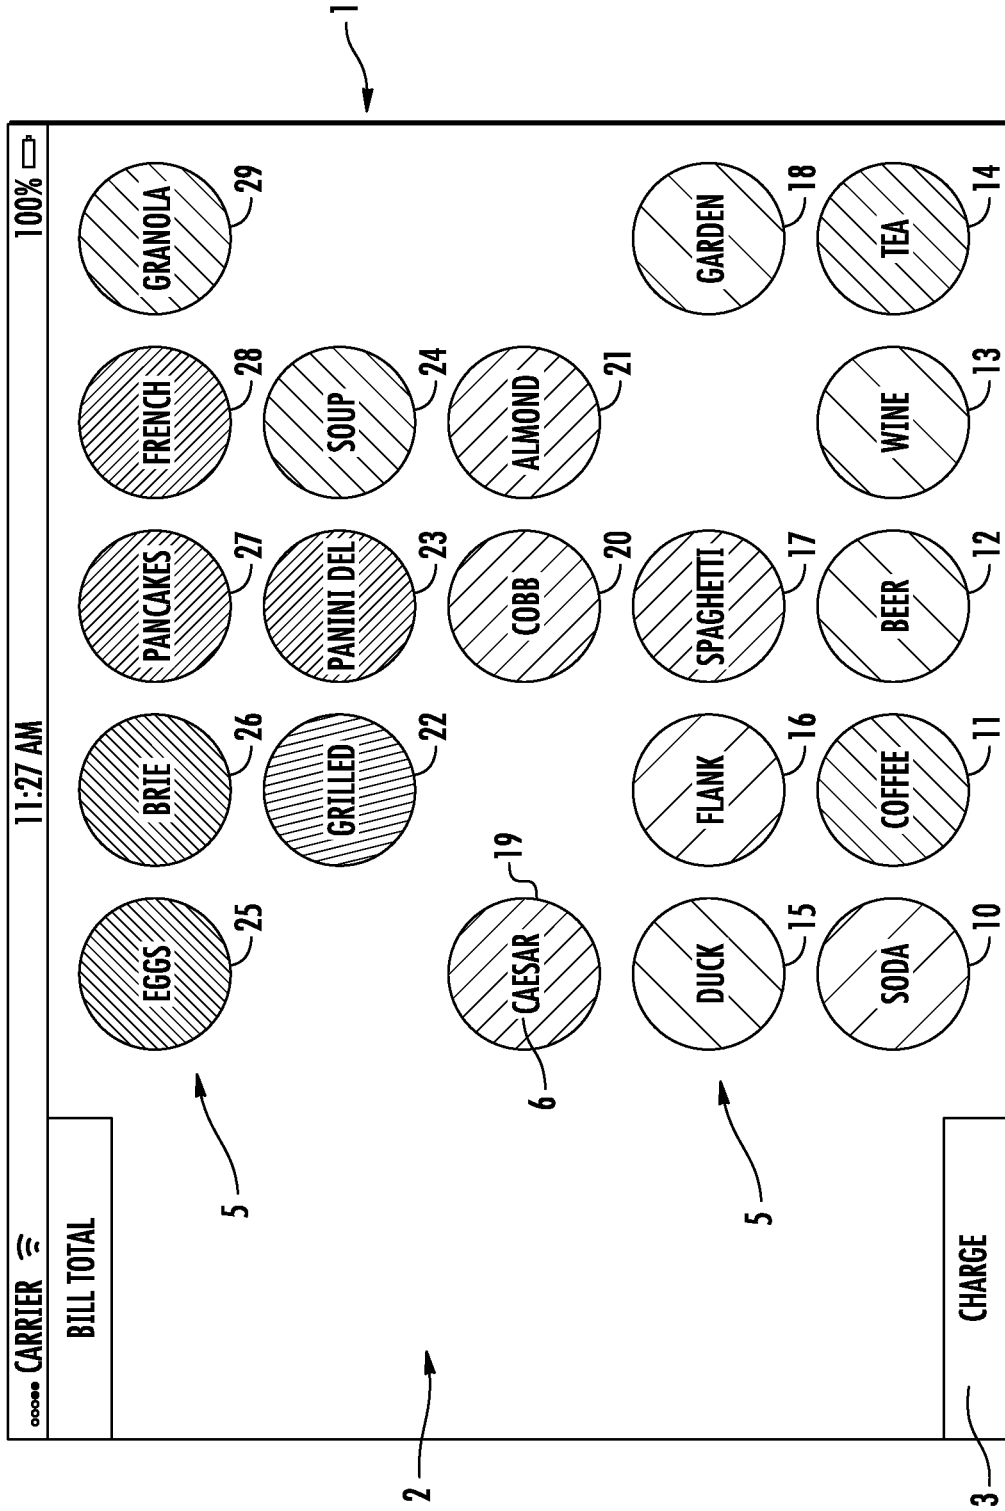 CARRIER 11:27 AM 100%
BILL TOTAL
EGGS BRIE PANCAKES FRENCH GRANOLA
5 25 26 27 28 29
GRILLED PANINI DEL SOUP 1
2 22 23 24
CAESAR 19 COBB ALMOND
6 20 21
DUCK FLANK SPAGHETTI GARDEN
5 15 16 17 18
SODA COFFEE BEER WINE TEA
CHARGE
3 10 11 12 13 14